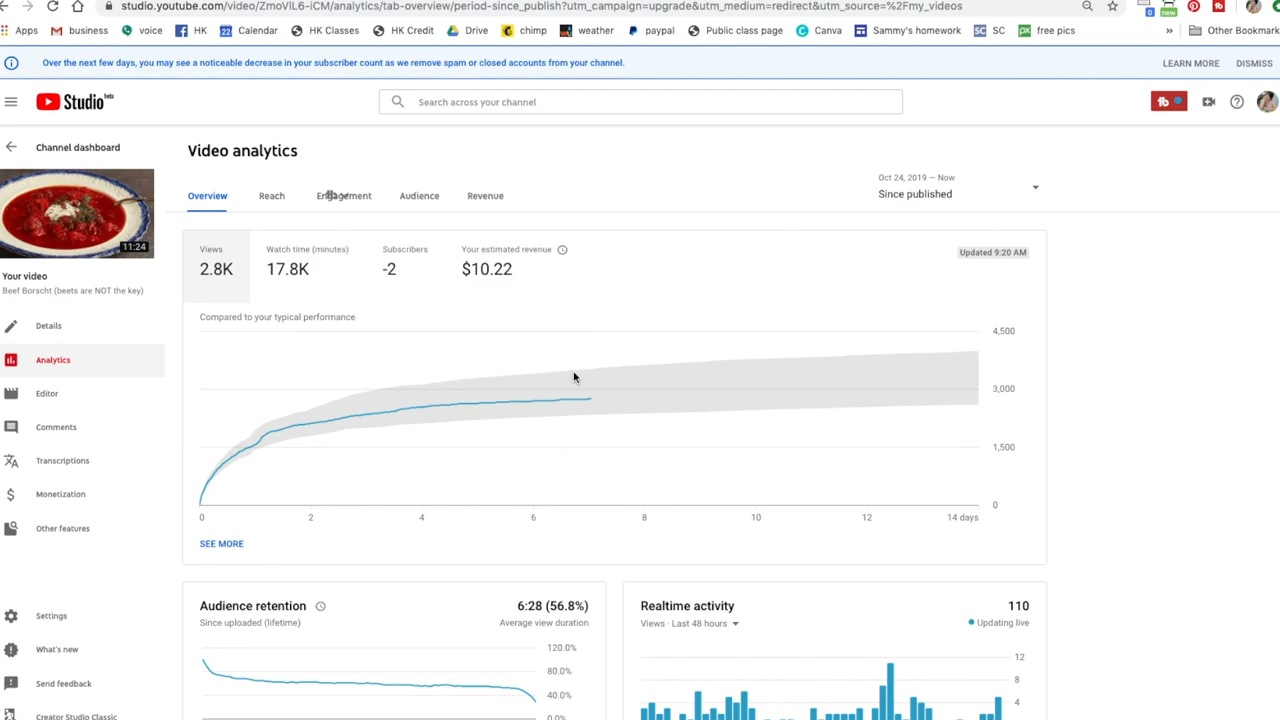 studio.youtube.com/video/ZmoVlL6-iCM/analytics/tab-overview/period-since_publish?utm_campaign=upgrade&utm_medium=redirect&utm_source=%2Fmy_videos
0 new
Apps business voice HK Calendar HK Classes HK Credit Drive chimp weather paypal Public class page Canva Sammy's homework SC SC free pics » Other Bookmark
Over the next few days, you may see a noticeable decrease in your subscriber count as we remove spam or closed accounts from your channel. LEARN MORE DISMISS
Studio beta Search across your channel tb
Channel dashboard
Video analytics
Overview Reach Engagement Audience Revenue
Oct 24, 2019 – Now
Since published
11:24
Your video
Beef Borscht (beets are NOT the key)
Details
Analytics
Editor
Comments
Transcriptions
Monetization
Other features
Settings
What's new
Send feedback
Creator Studio Classic
Views Watch time (minutes) Subscribers Your estimated revenue
2.8K 17.8K -2 $10.22
Updated 9:20 AM
Compared to your typical performance
4,500
3,000
1,500
0
0 2 4 6 8 10 12 14 days
SEE MORE
Audience retention 6:28 (56.8%)
Since uploaded (lifetime) Average view duration
120.0%
80.0%
40.0%
0.0%
Realtime activity 110
Views · Last 48 hours Updating live
12
8
4